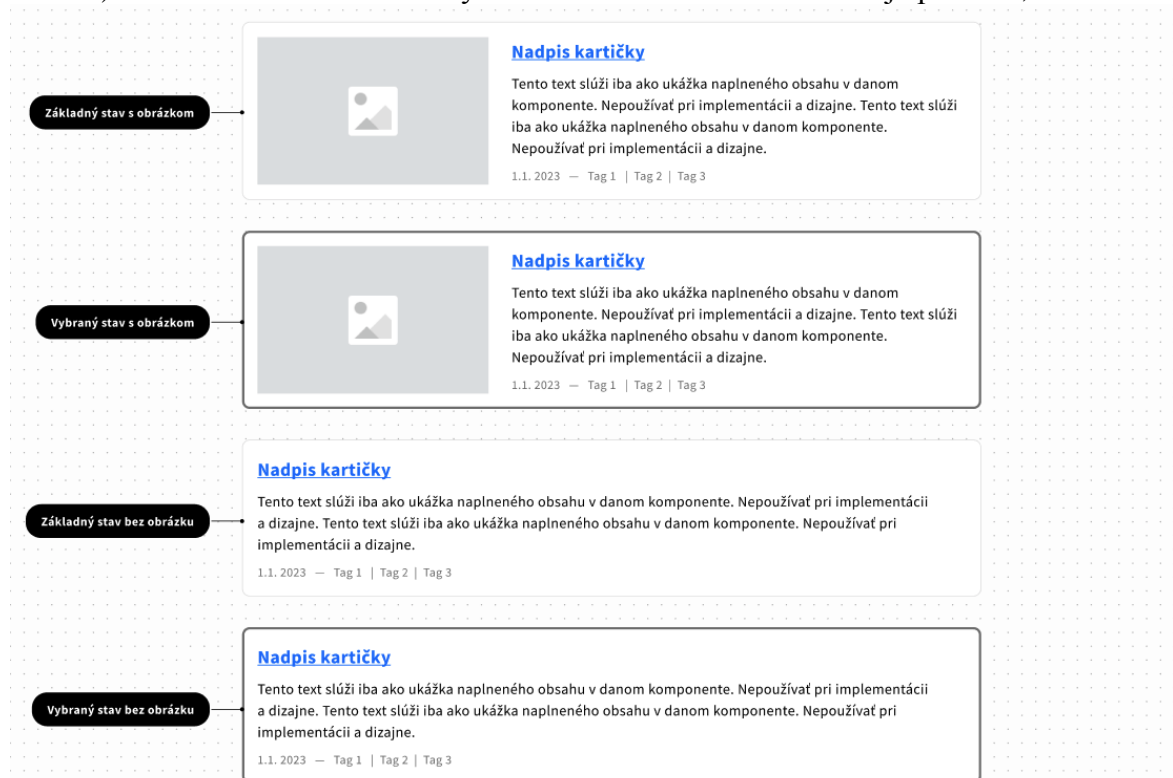 Základný stav s obrázkom
Nadpis kartičky
Tento text slúži iba ako ukážka naplneného obsahu v danom
komponente. Nepoužívať pri implementácii a dizajne. Tento text slúži
iba ako ukážka naplneného obsahu v danom komponente.
Nepoužívať pri implementácii a dizajne.
1.1. 2023 — Tag 1 | Tag 2 | Tag 3
Vybraný stav s obrázkom
Nadpis kartičky
Tento text slúži iba ako ukážka naplneného obsahu v danom
komponente. Nepoužívať pri implementácii a dizajne. Tento text slúži
iba ako ukážka naplneného obsahu v danom komponente.
Nepoužívať pri implementácii a dizajne.
1.1. 2023 — Tag 1 | Tag 2 | Tag 3
Základný stav bez obrázku
Nadpis kartičky
Tento text slúži iba ako ukážka naplneného obsahu v danom komponente. Nepoužívať pri implementácii
a dizajne. Tento text slúži iba ako ukážka naplneného obsahu v danom komponente. Nepoužívať pri
implementácii a dizajne.
1.1. 2023 — Tag 1 | Tag 2 | Tag 3
Vybraný stav bez obrázku
Nadpis kartičky
Tento text slúži iba ako ukážka naplneného obsahu v danom komponente. Nepoužívať pri implementácii
a dizajne. Tento text slúži iba ako ukážka naplneného obsahu v danom komponente. Nepoužívať pri
implementácii a dizajne.
1.1. 2023 — Tag 1 | Tag 2 | Tag 3